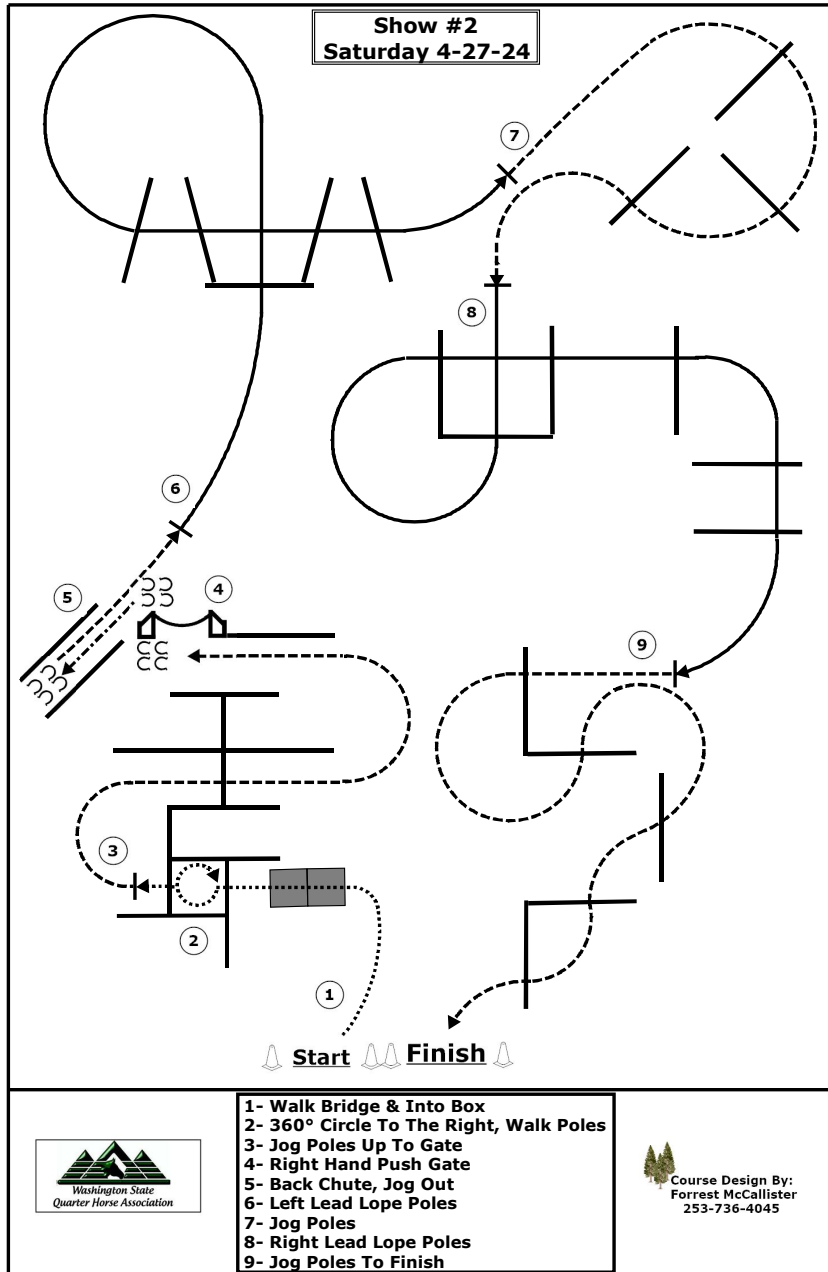 Show #2
Saturday 4-27-24
7
8
6
5
4
9
3
2
1
Start
Finish
1- Walk Bridge & Into Box
2- 360° Circle To The Right, Walk Poles
3- Jog Poles Up To Gate
4- Right Hand Push Gate
5- Back Chute, Jog Out
6- Left Lead Lope Poles
7- Jog Poles
8- Right Lead Lope Poles
9- Jog Poles To Finish
Washington State
Quarter Horse Association
Course Design By:
Forrest McCallister
253-736-4045